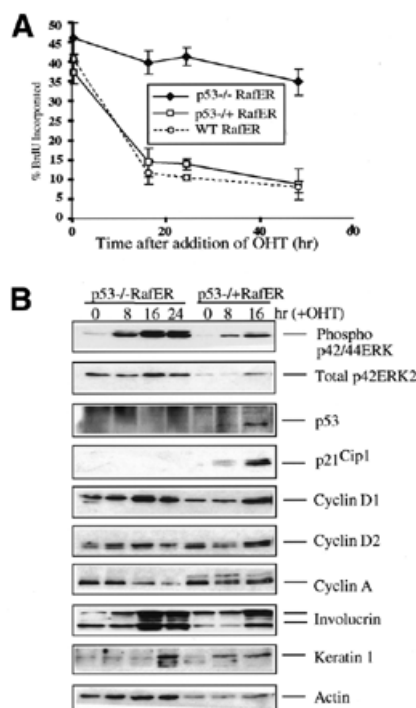 A
50
45
40
35
30
25
20
15
10
5
0
% BrdU Incorporated
p53-/- RafER
p53-/+ RafER
WT RafER
0 20 40 60
Time after addition of OHT (hr)
B
p53-/-RafER p53-/+RafER
0 8 16 24 0 8 16 hr (+OHT)
Phospho
p42/44ERK
Total p42ERK2
p53
p21Cip1
Cyclin D1
Cyclin D2
Cyclin A
Involucrin
Keratin 1
Actin